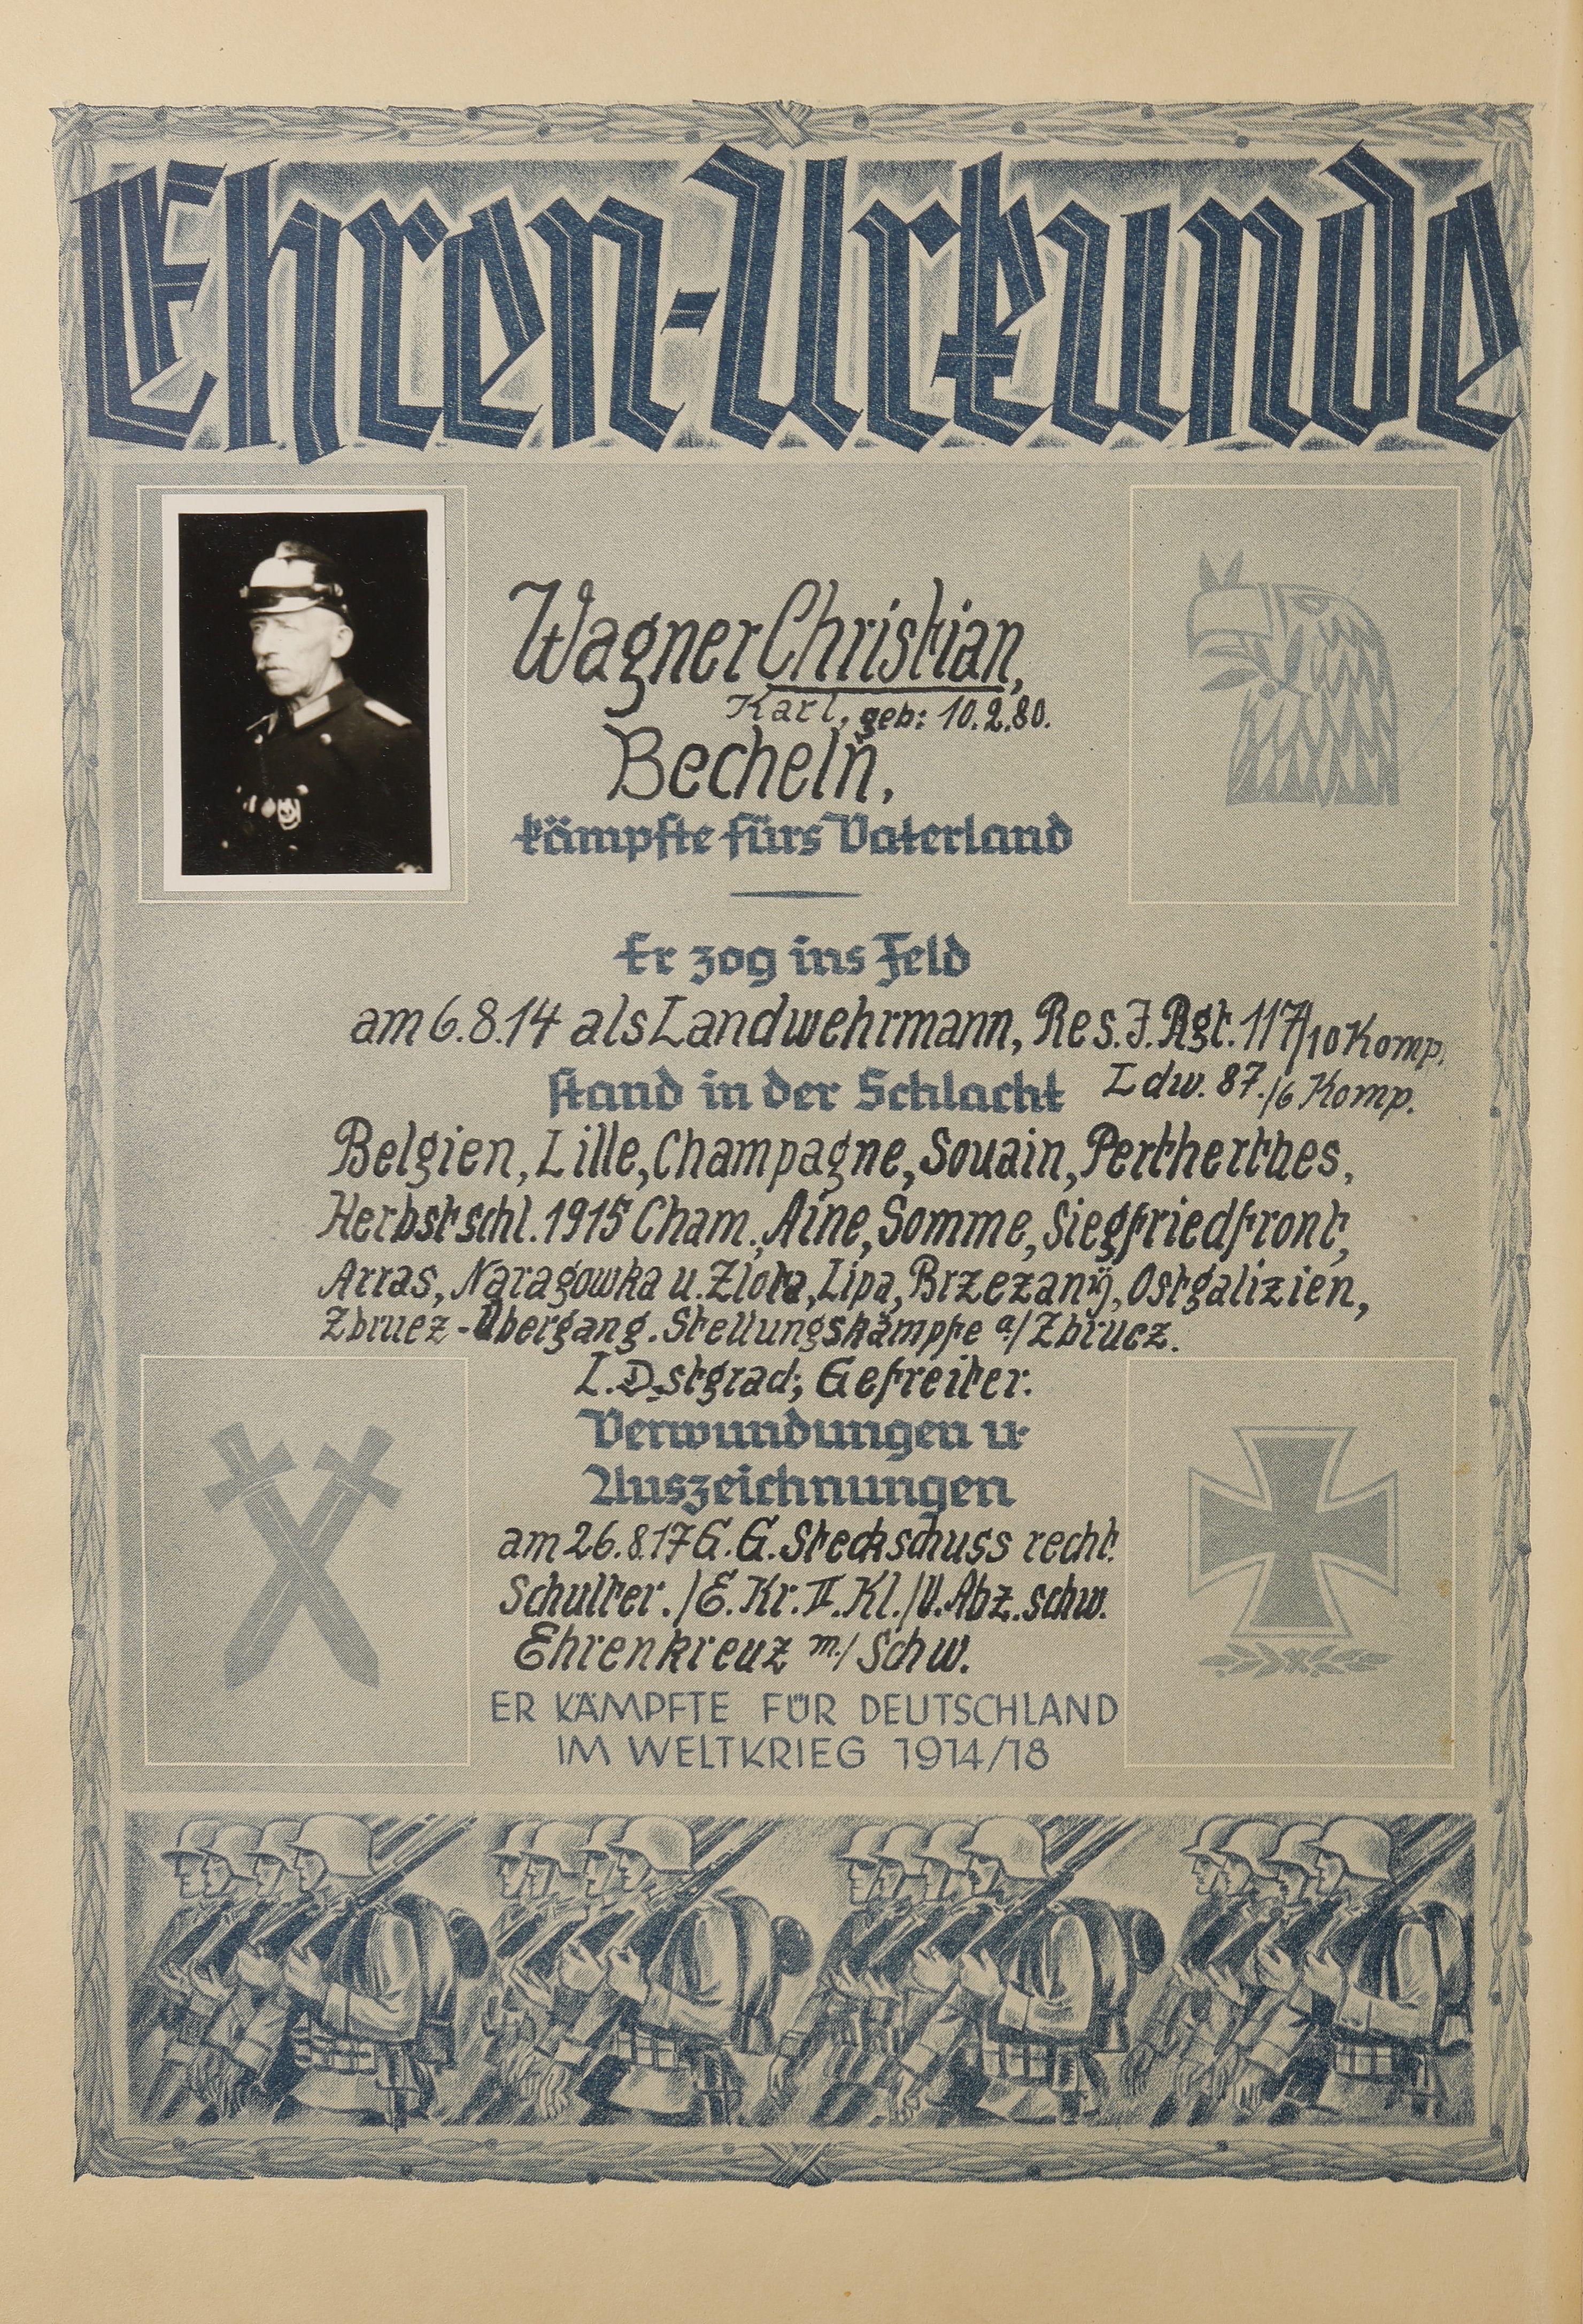 Ehren-Urkunde
Wagner Christian,
Karl, geb: 10.2.80.
Becheln,
kämpfte fürs Vaterland
Er zog ins Feld
am 6.8.14 als Landwehrmann, Res. J. Rgt. 117/10 Komp.
Ldw. 87./6 Komp.
stand in der Schlacht
Belgien, Lille, Champagne, Souain, Pertherthes,
Herbstschl. 1915 Cham., Aine, Somme, Siegfriedfront,
Arras, Naragowka u. Zlota, Lipa, Brzezanÿ, Ostgalizien,
Zbruez-Übergang. Stellungskämpfe a/Zbrucz.
L. D.stgrad; Gefreiter.
Verwundungen u.
Auszeichnungen
am 26.8.17 G. G. Steckschuss recht.
Schulter. / E. Kr. II. Kl. / V. Abz. schw.
Ehrenkreuz m./ Schw.
ER KÄMPFTE FÜR DEUTSCHLAND
IM WELTKRIEG 1914/18